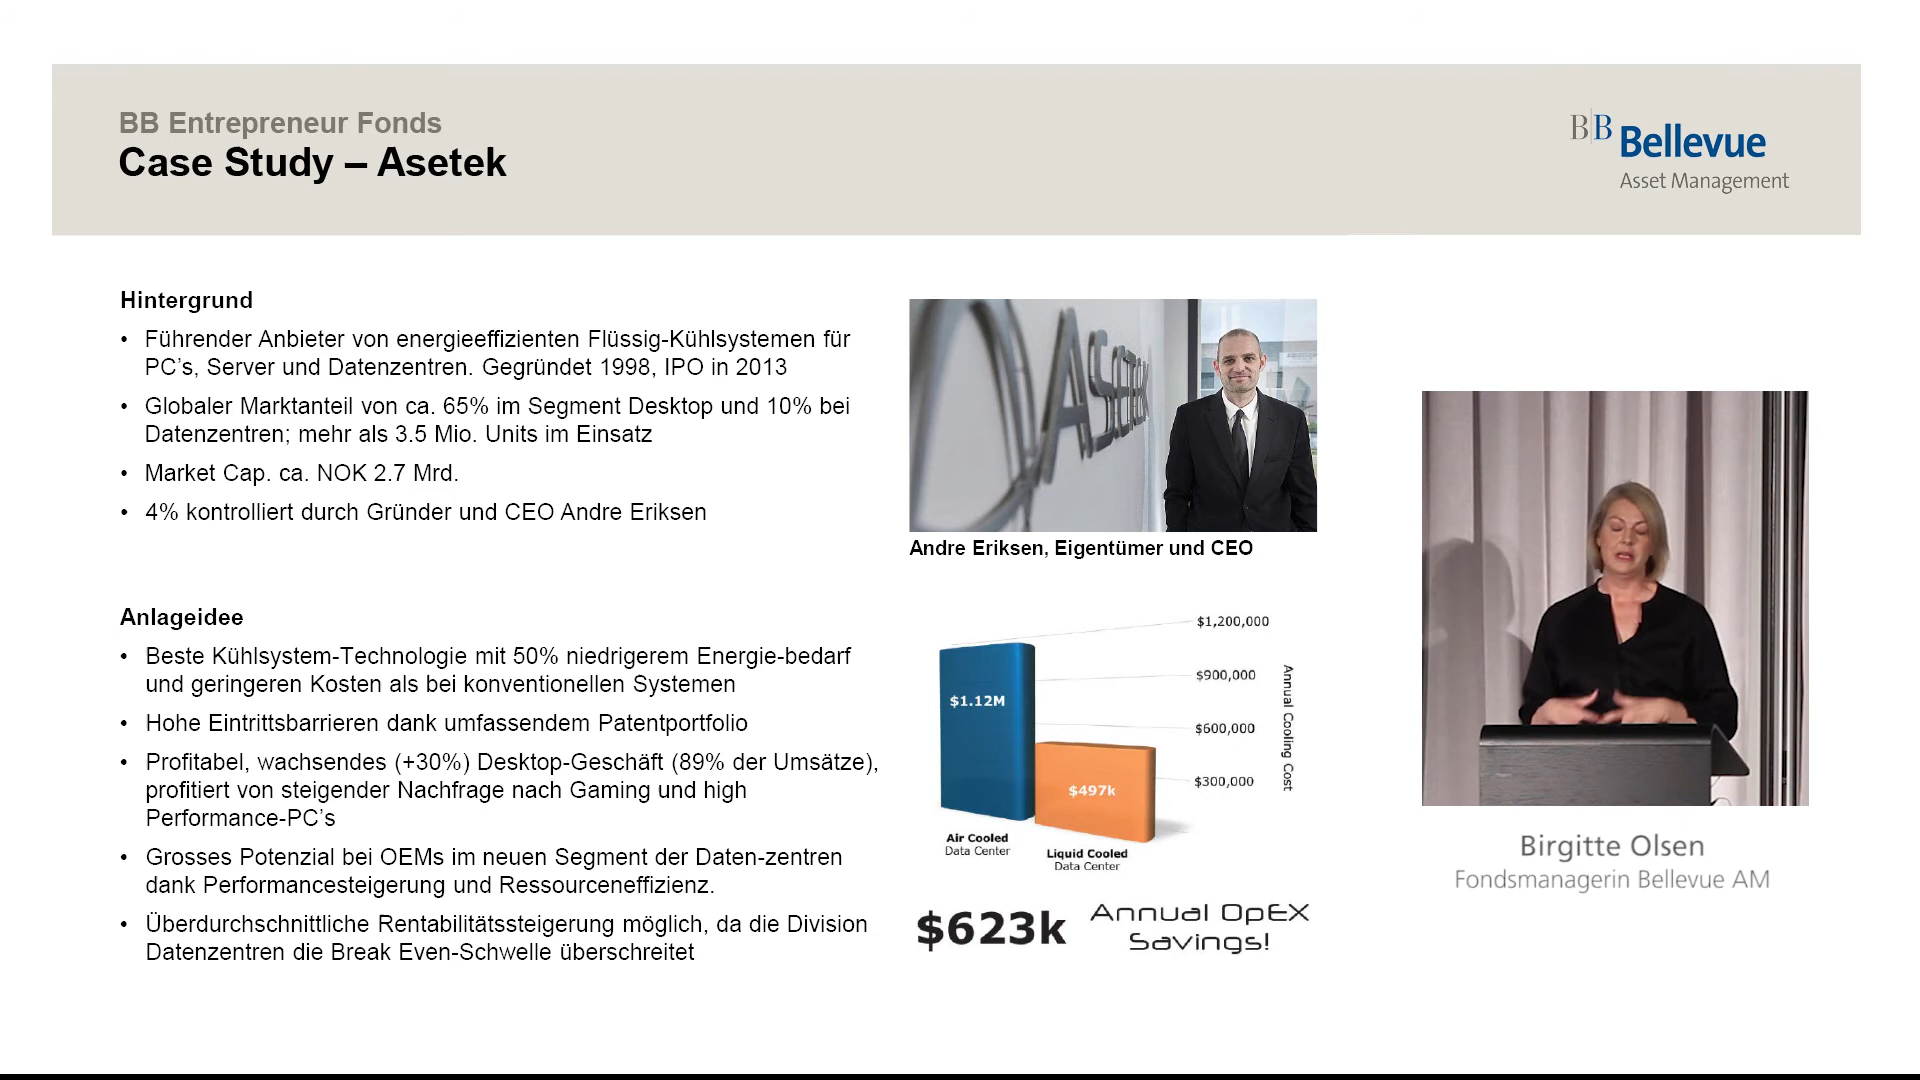 BB Entrepreneur Fonds
Case Study – Asetek
B|B Bellevue
Asset Management
Hintergrund
• Führender Anbieter von energieeffizienten Flüssig-Kühlsystemen für
PC’s, Server und Datenzentren. Gegründet 1998, IPO in 2013
• Globaler Marktanteil von ca. 65% im Segment Desktop und 10% bei
Datenzentren; mehr als 3.5 Mio. Units im Einsatz
• Market Cap. ca. NOK 2.7 Mrd.
• 4% kontrolliert durch Gründer und CEO Andre Eriksen
Anlageidee
• Beste Kühlsystem-Technologie mit 50% niedrigerem Energie-bedarf
und geringeren Kosten als bei konventionellen Systemen
• Hohe Eintrittsbarrieren dank umfassendem Patentportfolio
• Profitabel, wachsendes (+30%) Desktop-Geschäft (89% der Umsätze),
profitiert von steigender Nachfrage nach Gaming und high
Performance-PC’s
• Grosses Potenzial bei OEMs im neuen Segment der Daten-zentren
dank Performancesteigerung und Ressourceneffizienz.
• Überdurchschnittliche Rentabilitätssteigerung möglich, da die Division
Datenzentren die Break Even-Schwelle überschreitet
ASETEK
Andre Eriksen, Eigentümer und CEO
$1,200,000
$900,000
$600,000
$300,000
Annual Cooling Cost
$1.12M
$497k
Air Cooled
Data Center
Liquid Cooled
Data Center
$623k
Annual OpEX
Savings!
Birgitte Olsen
Fondsmanagerin Bellevue AM